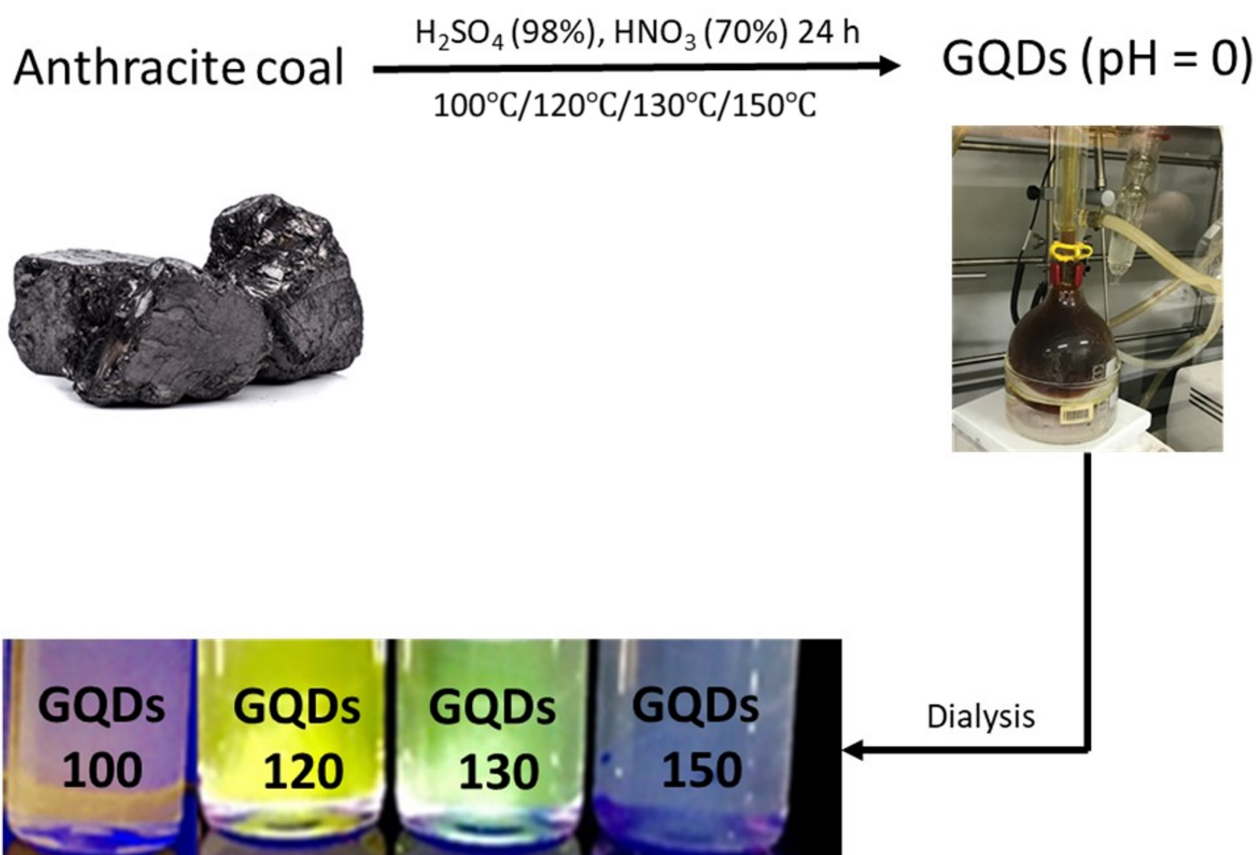 Anthracite coal
H₂SO₄ (98%), HNO₃ (70%) 24 h
100°C/120°C/130°C/150°C
GQDs (pH = 0)
Dialysis
GQDs
100
GQDs
120
GQDs
130
GQDs
150